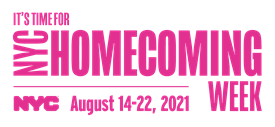 IT'S TIME FOR
NYC HOMECOMING
WEEK
NYC August 14-22, 2021